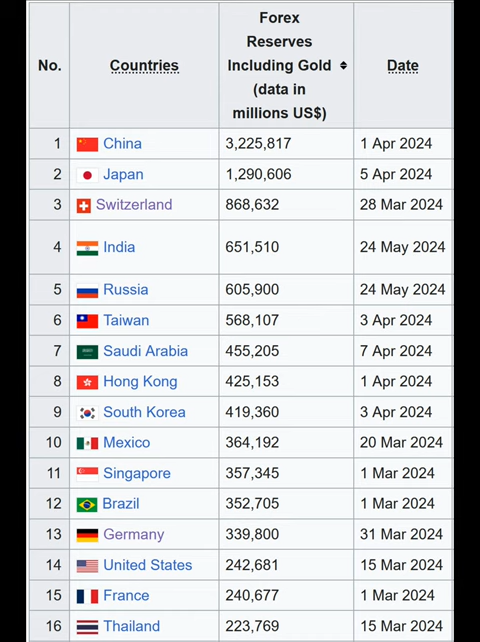 No. Countries Forex Reserves Including Gold (data in millions US$) Date
1 China 3,225,817 1 Apr 2024
2 Japan 1,290,606 5 Apr 2024
3 Switzerland 868,632 28 Mar 2024
4 India 651,510 24 May 2024
5 Russia 605,900 24 May 2024
6 Taiwan 568,107 3 Apr 2024
7 Saudi Arabia 455,205 7 Apr 2024
8 Hong Kong 425,153 1 Apr 2024
9 South Korea 419,360 3 Apr 2024
10 Mexico 364,192 20 Mar 2024
11 Singapore 357,345 1 Mar 2024
12 Brazil 352,705 1 Mar 2024
13 Germany 339,800 31 Mar 2024
14 United States 242,681 15 Mar 2024
15 France 240,677 1 Mar 2024
16 Thailand 223,769 15 Mar 2024